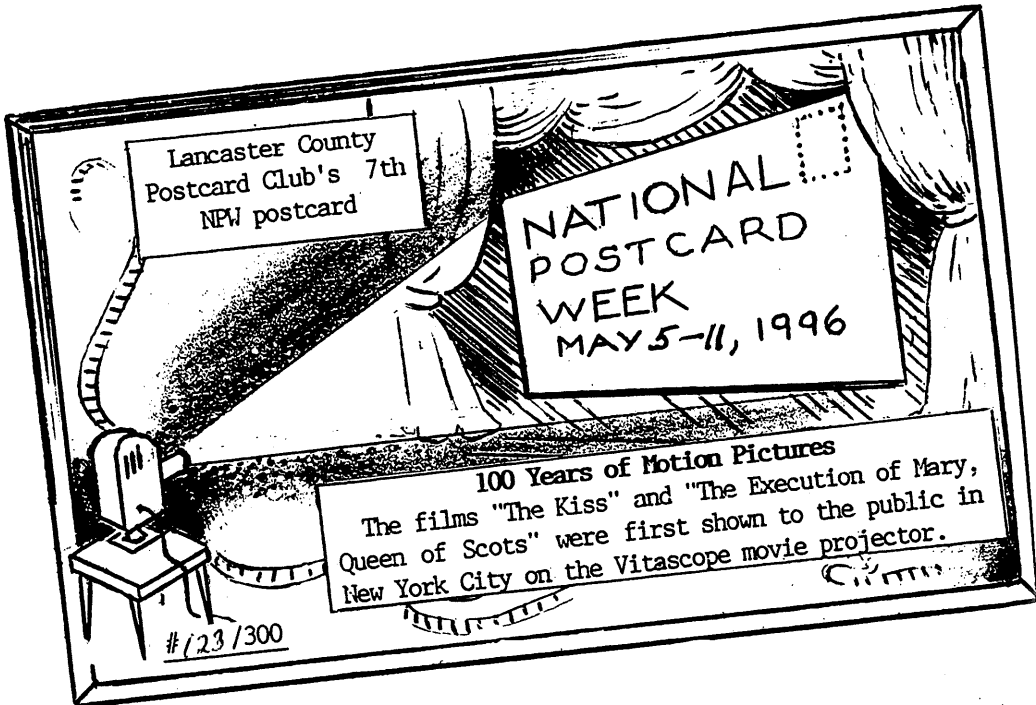 Lancaster County
Postcard Club's 7th
NPW postcard
NATIONAL
POSTCARD
WEEK
MAY 5-11, 1996
100 Years of Motion Pictures
The films "The Kiss" and "The Execution of Mary,
Queen of Scots" were first shown to the public in
New York City on the Vitascope movie projector.
#123/300